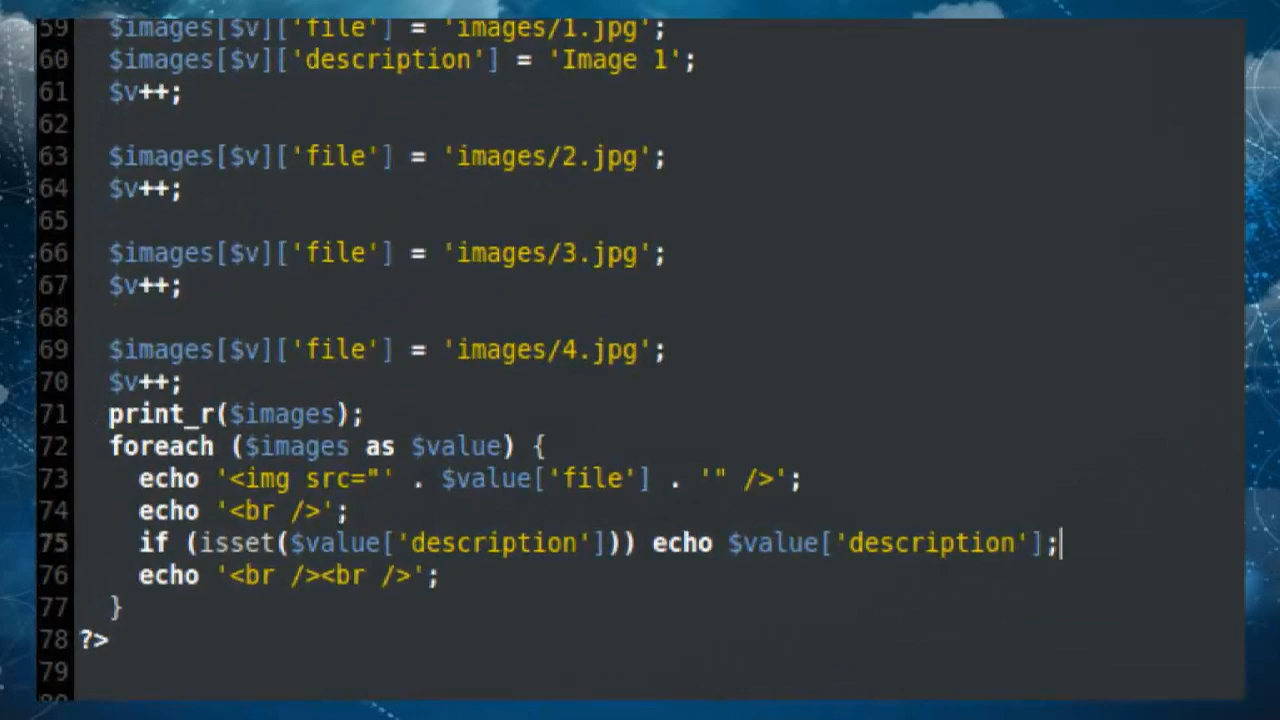 59 $images[$v]['file'] = 'images/1.jpg';
60 $images[$v]['description'] = 'Image 1';
61 $v++;
62
63 $images[$v]['file'] = 'images/2.jpg';
64 $v++;
65
66 $images[$v]['file'] = 'images/3.jpg';
67 $v++;
68
69 $images[$v]['file'] = 'images/4.jpg';
70 $v++;
71 print_r($images);
72 foreach ($images as $value) {
73 echo '<img src="' . $value['file'] . '" />';
74 echo '<br />';
75 if (isset($value['description'])) echo $value['description'];
76 echo '<br /><br />';
77 }
78 ?>
79